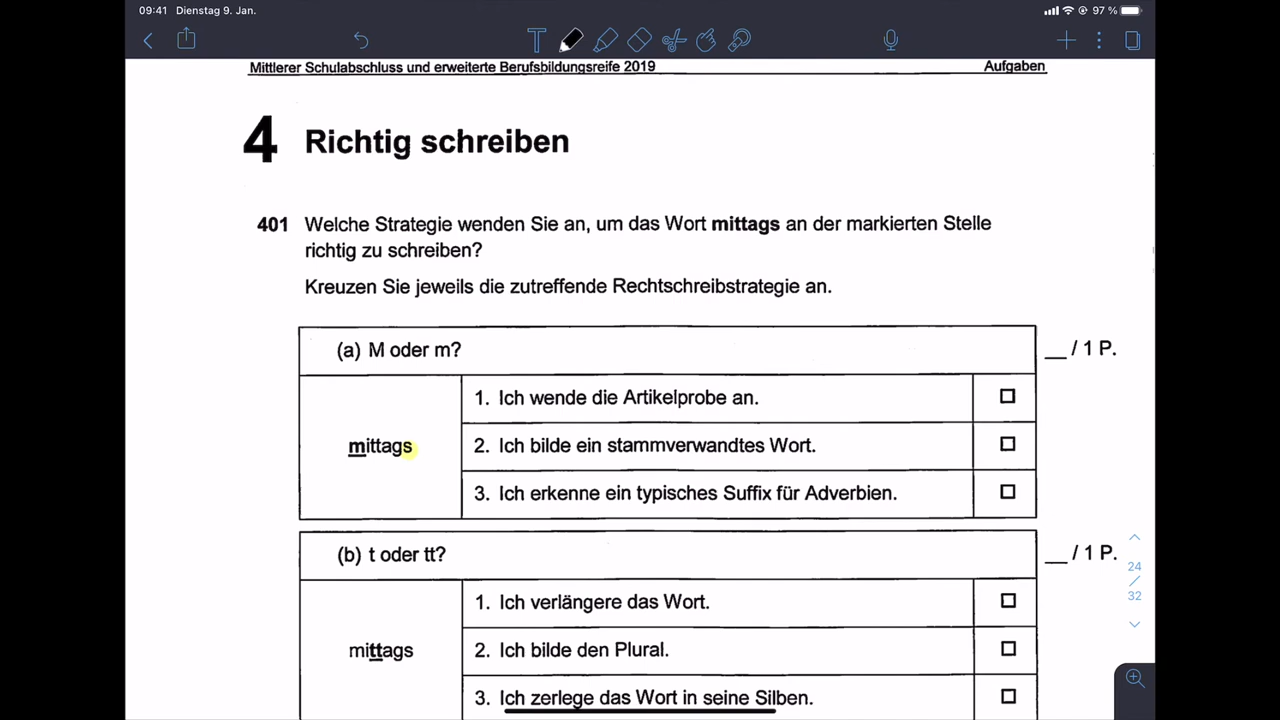 09:41 Dienstag 9. Jan. 97 %
Mittlerer Schulabschluss und erweiterte Berufsbildungsreife 2019 Aufgaben
4 Richtig schreiben
401 Welche Strategie wenden Sie an, um das Wort mittags an der markierten Stelle
richtig zu schreiben?
Kreuzen Sie jeweils die zutreffende Rechtschreibstrategie an.
(a) M oder m? __ / 1 P.
1. Ich wende die Artikelprobe an.
mittags
2. Ich bilde ein stammverwandtes Wort.
3. Ich erkenne ein typisches Suffix für Adverbien.
(b) t oder tt? __ / 1 P.
1. Ich verlängere das Wort.
mittags
2. Ich bilde den Plural.
3. Ich zerlege das Wort in seine Silben.
24
/
32